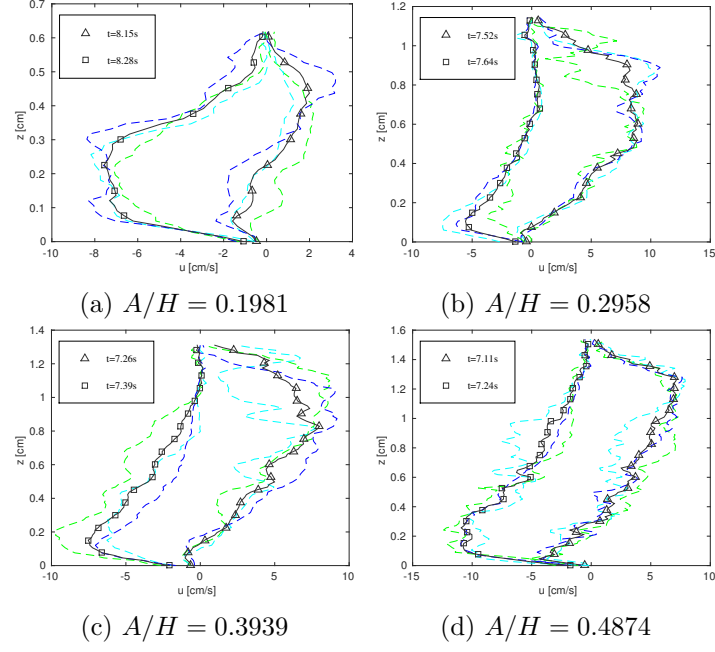 0.7
0.6
0.5
0.4
0.3
0.2
0.1
0
z [cm]
t=8.15s
t=8.28s
-10 -8 -6 -4 -2 0 2 4
u [cm/s]
(a) A/H = 0.1981
1.2
1
0.8
0.6
0.4
0.2
0
z [cm]
t=7.52s
t=7.64s
-10 -5 0 5 10 15
u [cm/s]
(b) A/H = 0.2958
1.4
1.2
1
0.8
0.6
0.4
0.2
0
z [cm]
t=7.26s
t=7.39s
-10 -5 0 5 10
u [cm/s]
(c) A/H = 0.3939
1.6
1.4
1.2
1
0.8
0.6
0.4
0.2
0
z [cm]
t=7.11s
t=7.24s
-15 -10 -5 0 5 10
u [cm/s]
(d) A/H = 0.4874